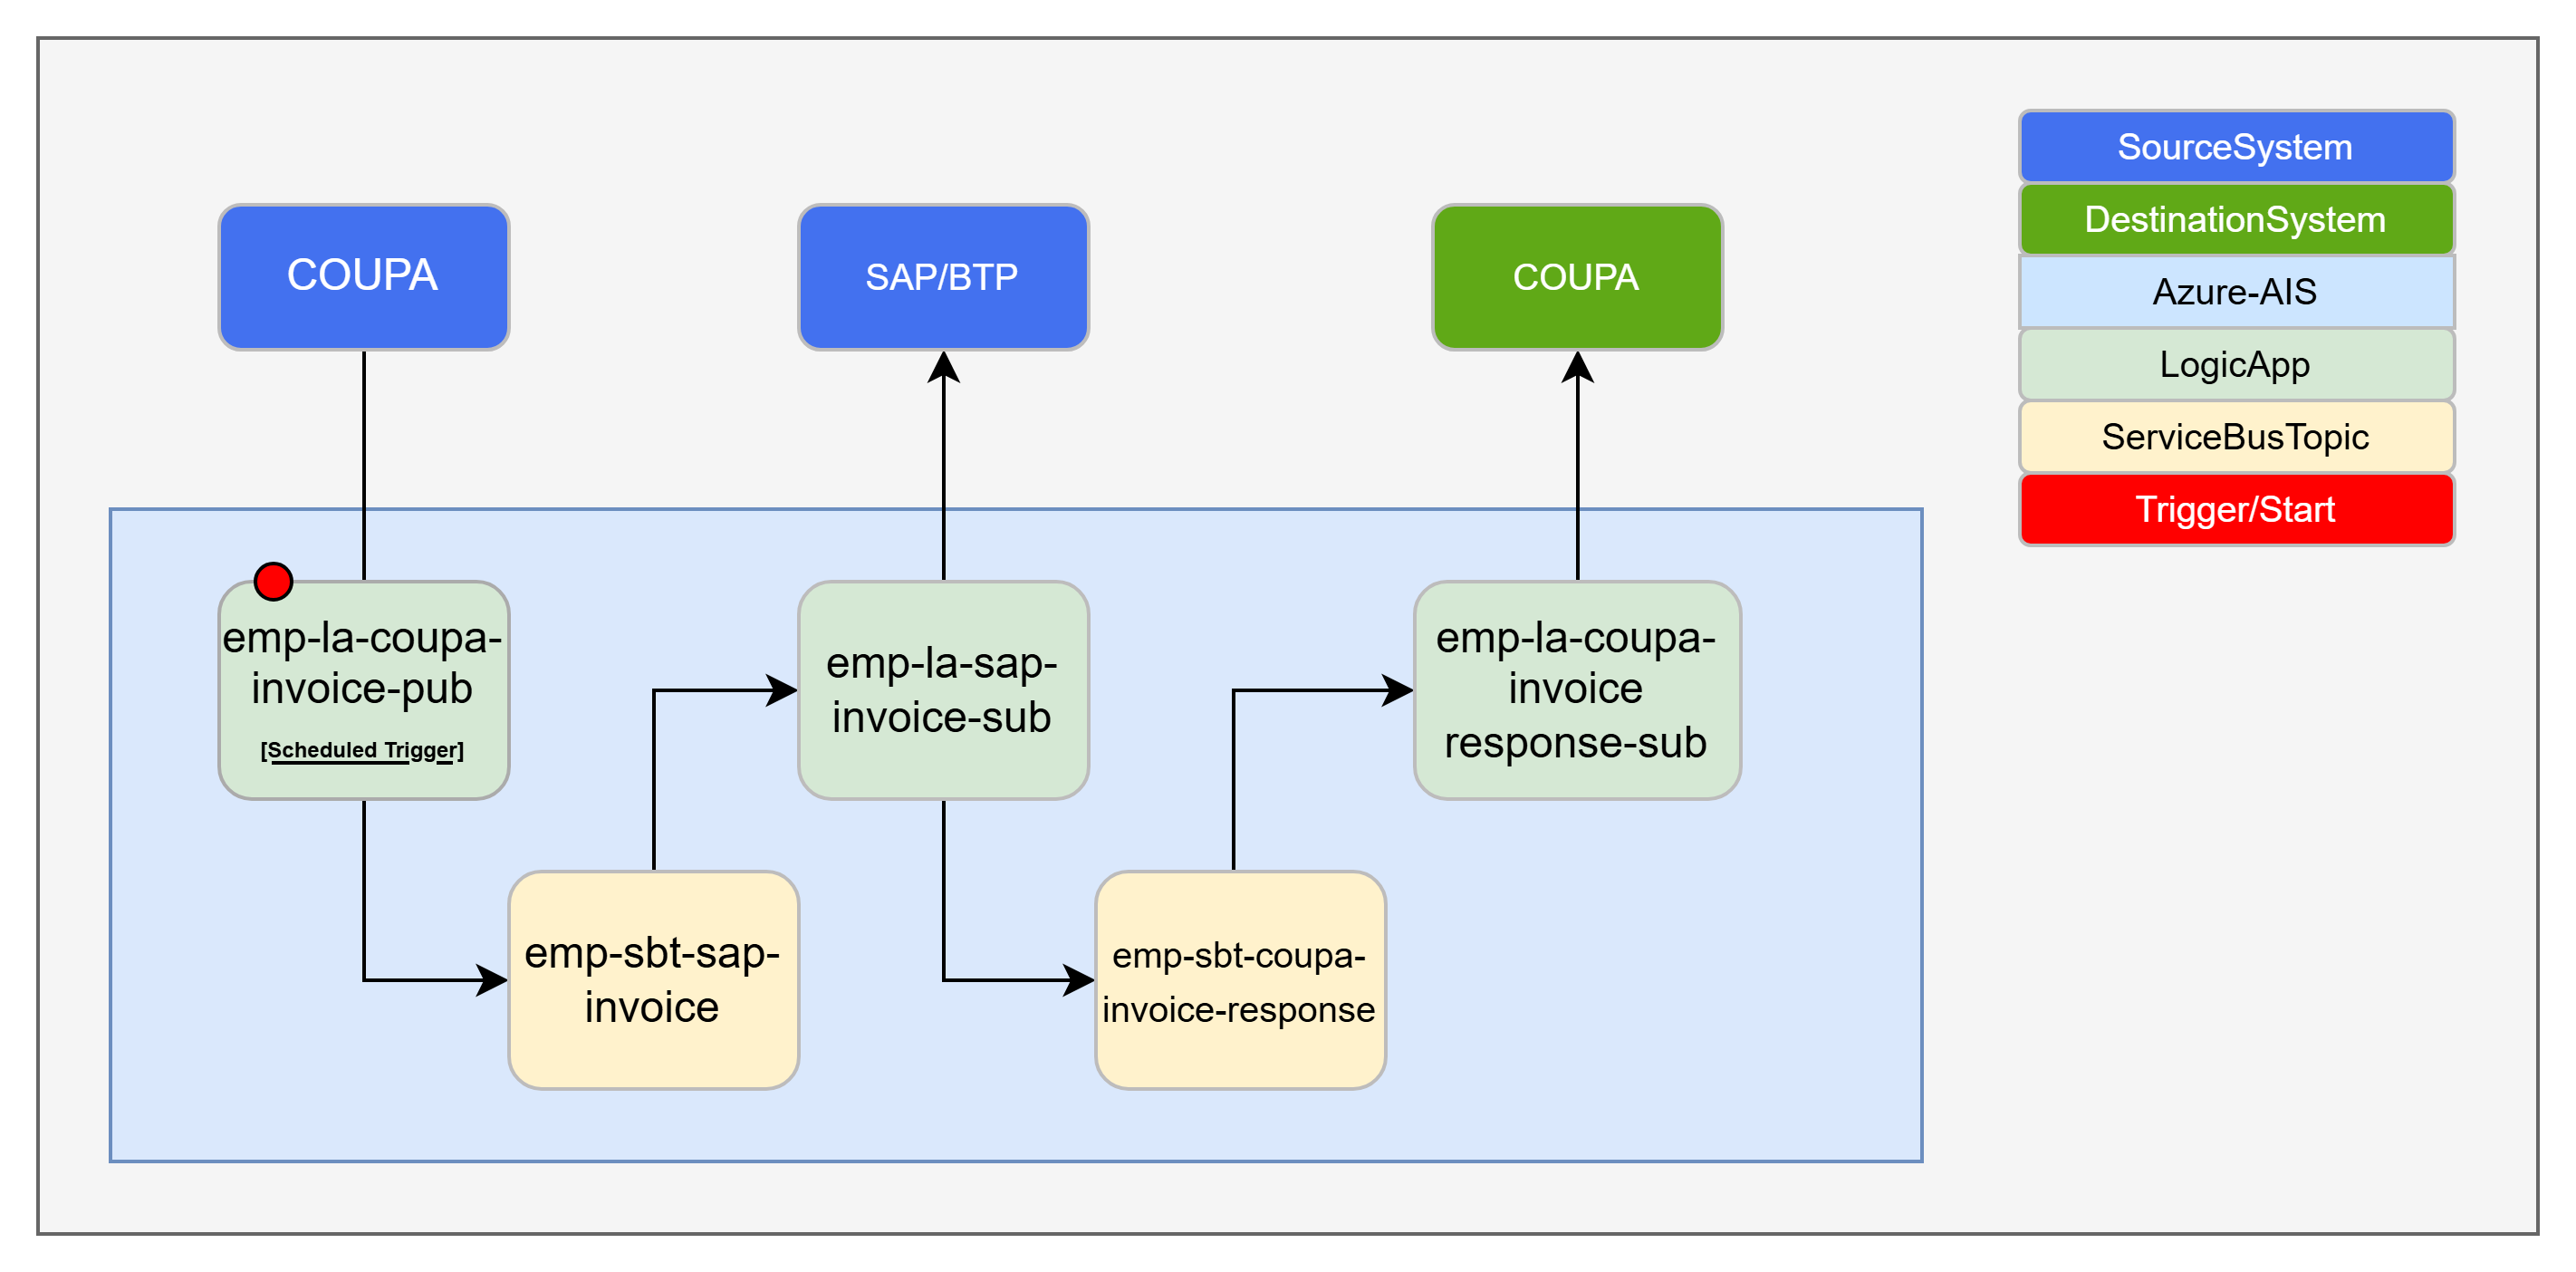 COUPA
SAP/BTP
COUPA
SourceSystem
DestinationSystem
Azure-AIS
LogicApp
ServiceBusTopic
Trigger/Start
emp-la-coupa-
invoice-pub
[Scheduled Trigger]
emp-la-sap-
invoice-sub
emp-la-coupa-
invoice
response-sub
emp-sbt-sap-
invoice
emp-sbt-coupa-
invoice-response